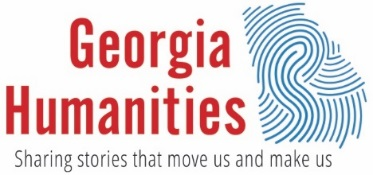 Georgia
Humanities
Sharing stories that move us and make us